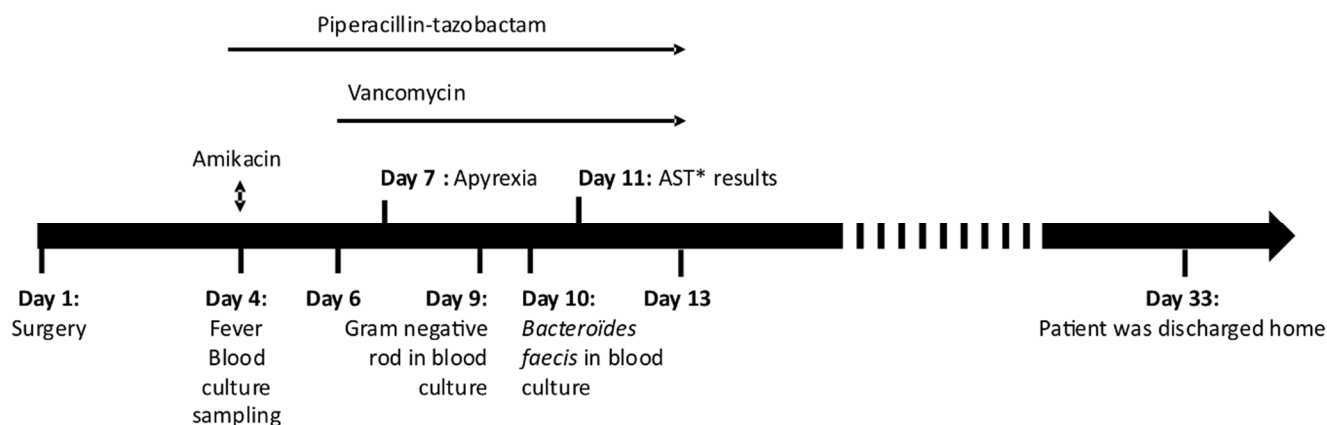 Piperacillin-tazobactam
Vancomycin
Amikacin
Day 7 : Apyrexia
Day 11: AST* results
Day 1:
Surgery
Day 4:
Fever
Blood
culture
sampling
Day 6
Day 9:
Gram negative
rod in blood
culture
Day 10:
Bacteroïdes
faecis in blood
culture
Day 13
Day 33:
Patient was discharged home